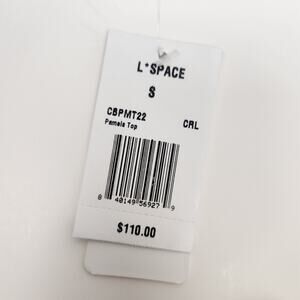 L*SPACE
S
CBPMT22 CRL
Pamela Top
8 40149 56927 9
$110.00